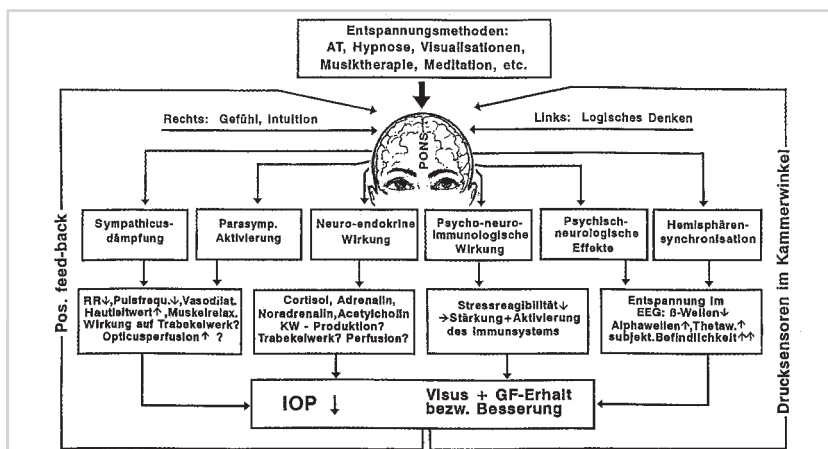 Entspannungsmethoden:
AT, Hypnose, Visualisationen,
Musiktherapie, Meditation, etc.
Rechts: Gefühl, Intuition
Links: Logisches Denken
PONS
Pos. feed-back
Drucksensoren im Kammerwinkel
Sympathicus-
dämpfung
Parasymp.
Aktivierung
Neuro-endokrine
Wirkung
Psycho-neuro-
immunologische
Wirkung
Psychisch-
neurologische
Effekte
Hemisphären-
synchronisation
RR↓,Pulsfrequ.↓,Vasodilat.
Hautleitwert↑,Muskelrelax.
Wirkung auf Trabekelwerk?
Opticusperfusion↑ ?
Cortisol, Adrenalin,
Noradrenalin,Acetylcholin
KW - Produktion?
Trabekelwerk? Perfusion?
Stressreagibilität↓
→Stärkung+Aktivierung
des Immunsystems
Entspannung im
EEG: ß-Wellen↓
Alphawellen↑,Thetaw.↑
subjekt.Befindlichkeit↑↑
IOP ↓
Visus + GF-Erhalt
bezw. Besserung